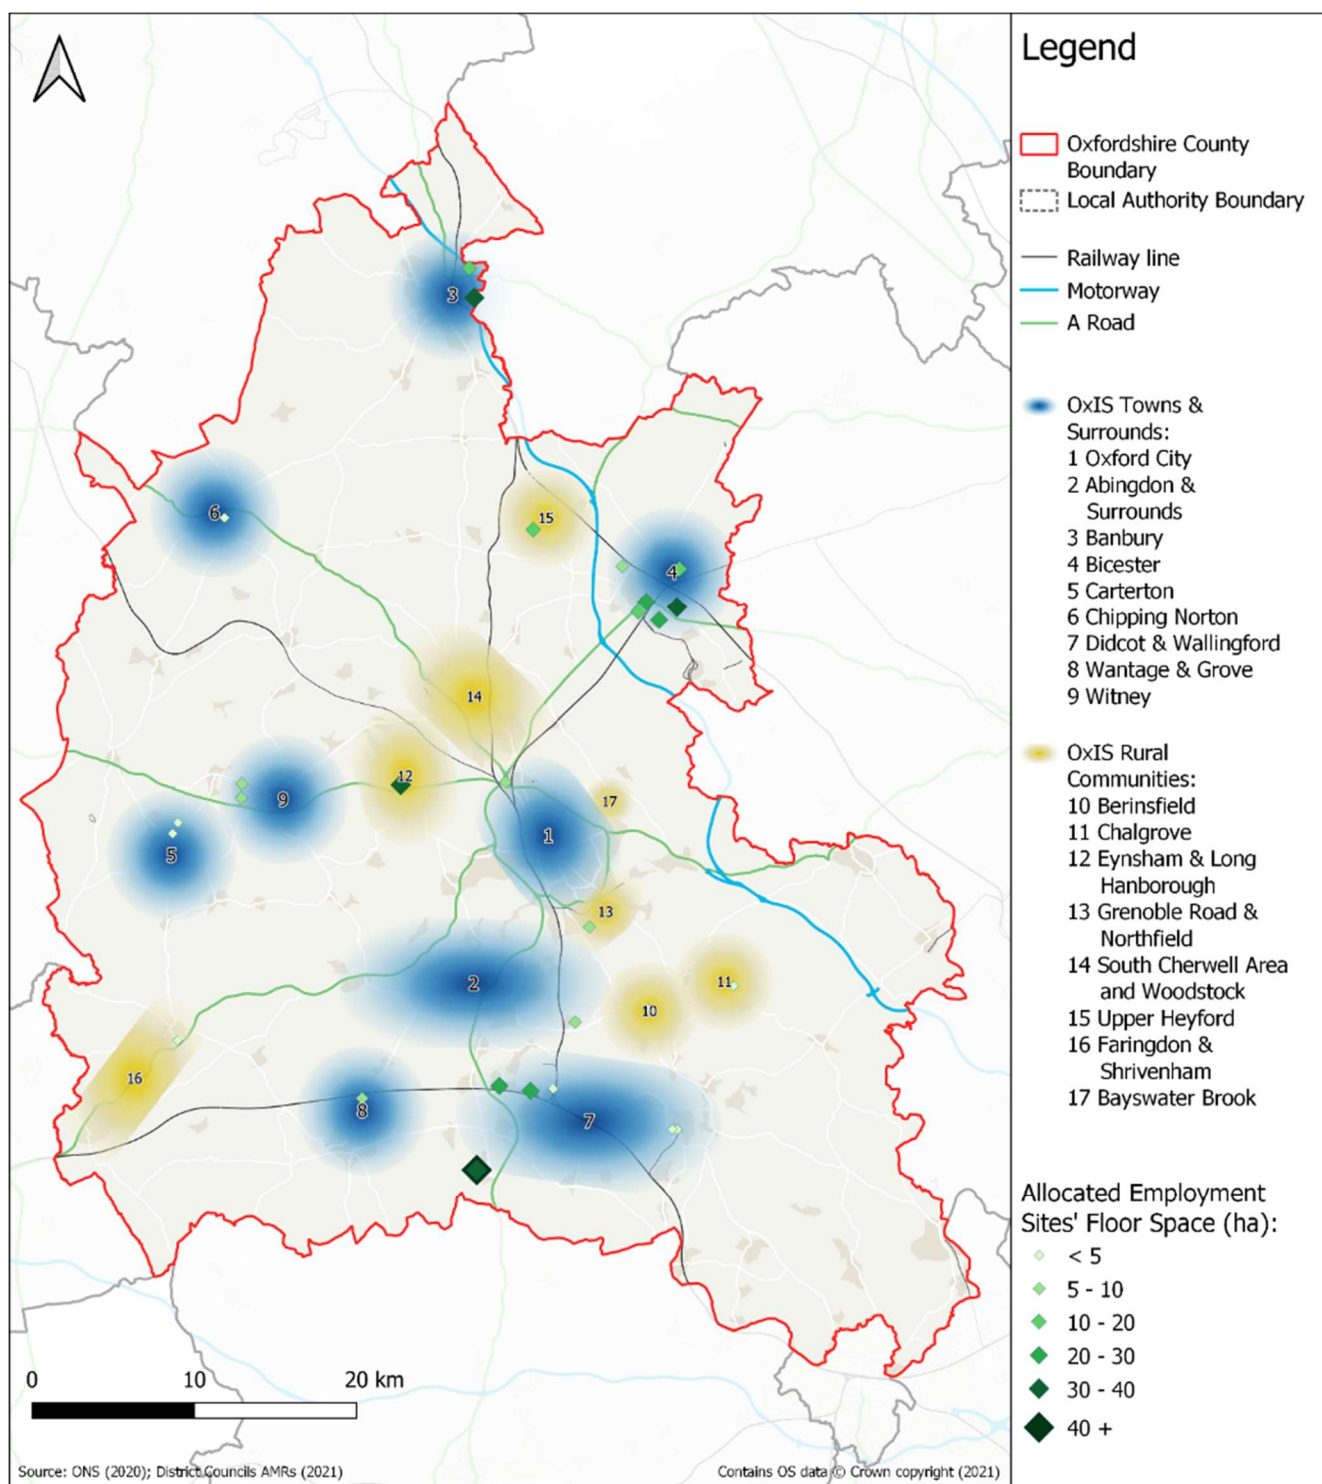 Legend
Oxfordshire County
Boundary
Local Authority Boundary
Railway line
Motorway
A Road
OxIS Towns &
Surrounds:
1 Oxford City
2 Abingdon &
Surrounds
3 Banbury
4 Bicester
5 Carterton
6 Chipping Norton
7 Didcot & Wallingford
8 Wantage & Grove
9 Witney
OxIS Rural
Communities:
10 Berinsfield
11 Chalgrove
12 Eynsham & Long
Hanborough
13 Grenoble Road &
Northfield
14 South Cherwell Area
and Woodstock
15 Upper Heyford
16 Faringdon &
Shrivenham
17 Bayswater Brook
Allocated Employment
Sites' Floor Space (ha):
< 5
5 - 10
10 - 20
20 - 30
30 - 40
40 +
3
6
15
4
14
12
9
17
1
5
13
2
11
10
16
8
7
0 10 20 km
Source: ONS (2020); District Councils AMRs (2021)
Contains OS data © Crown copyright (2021)